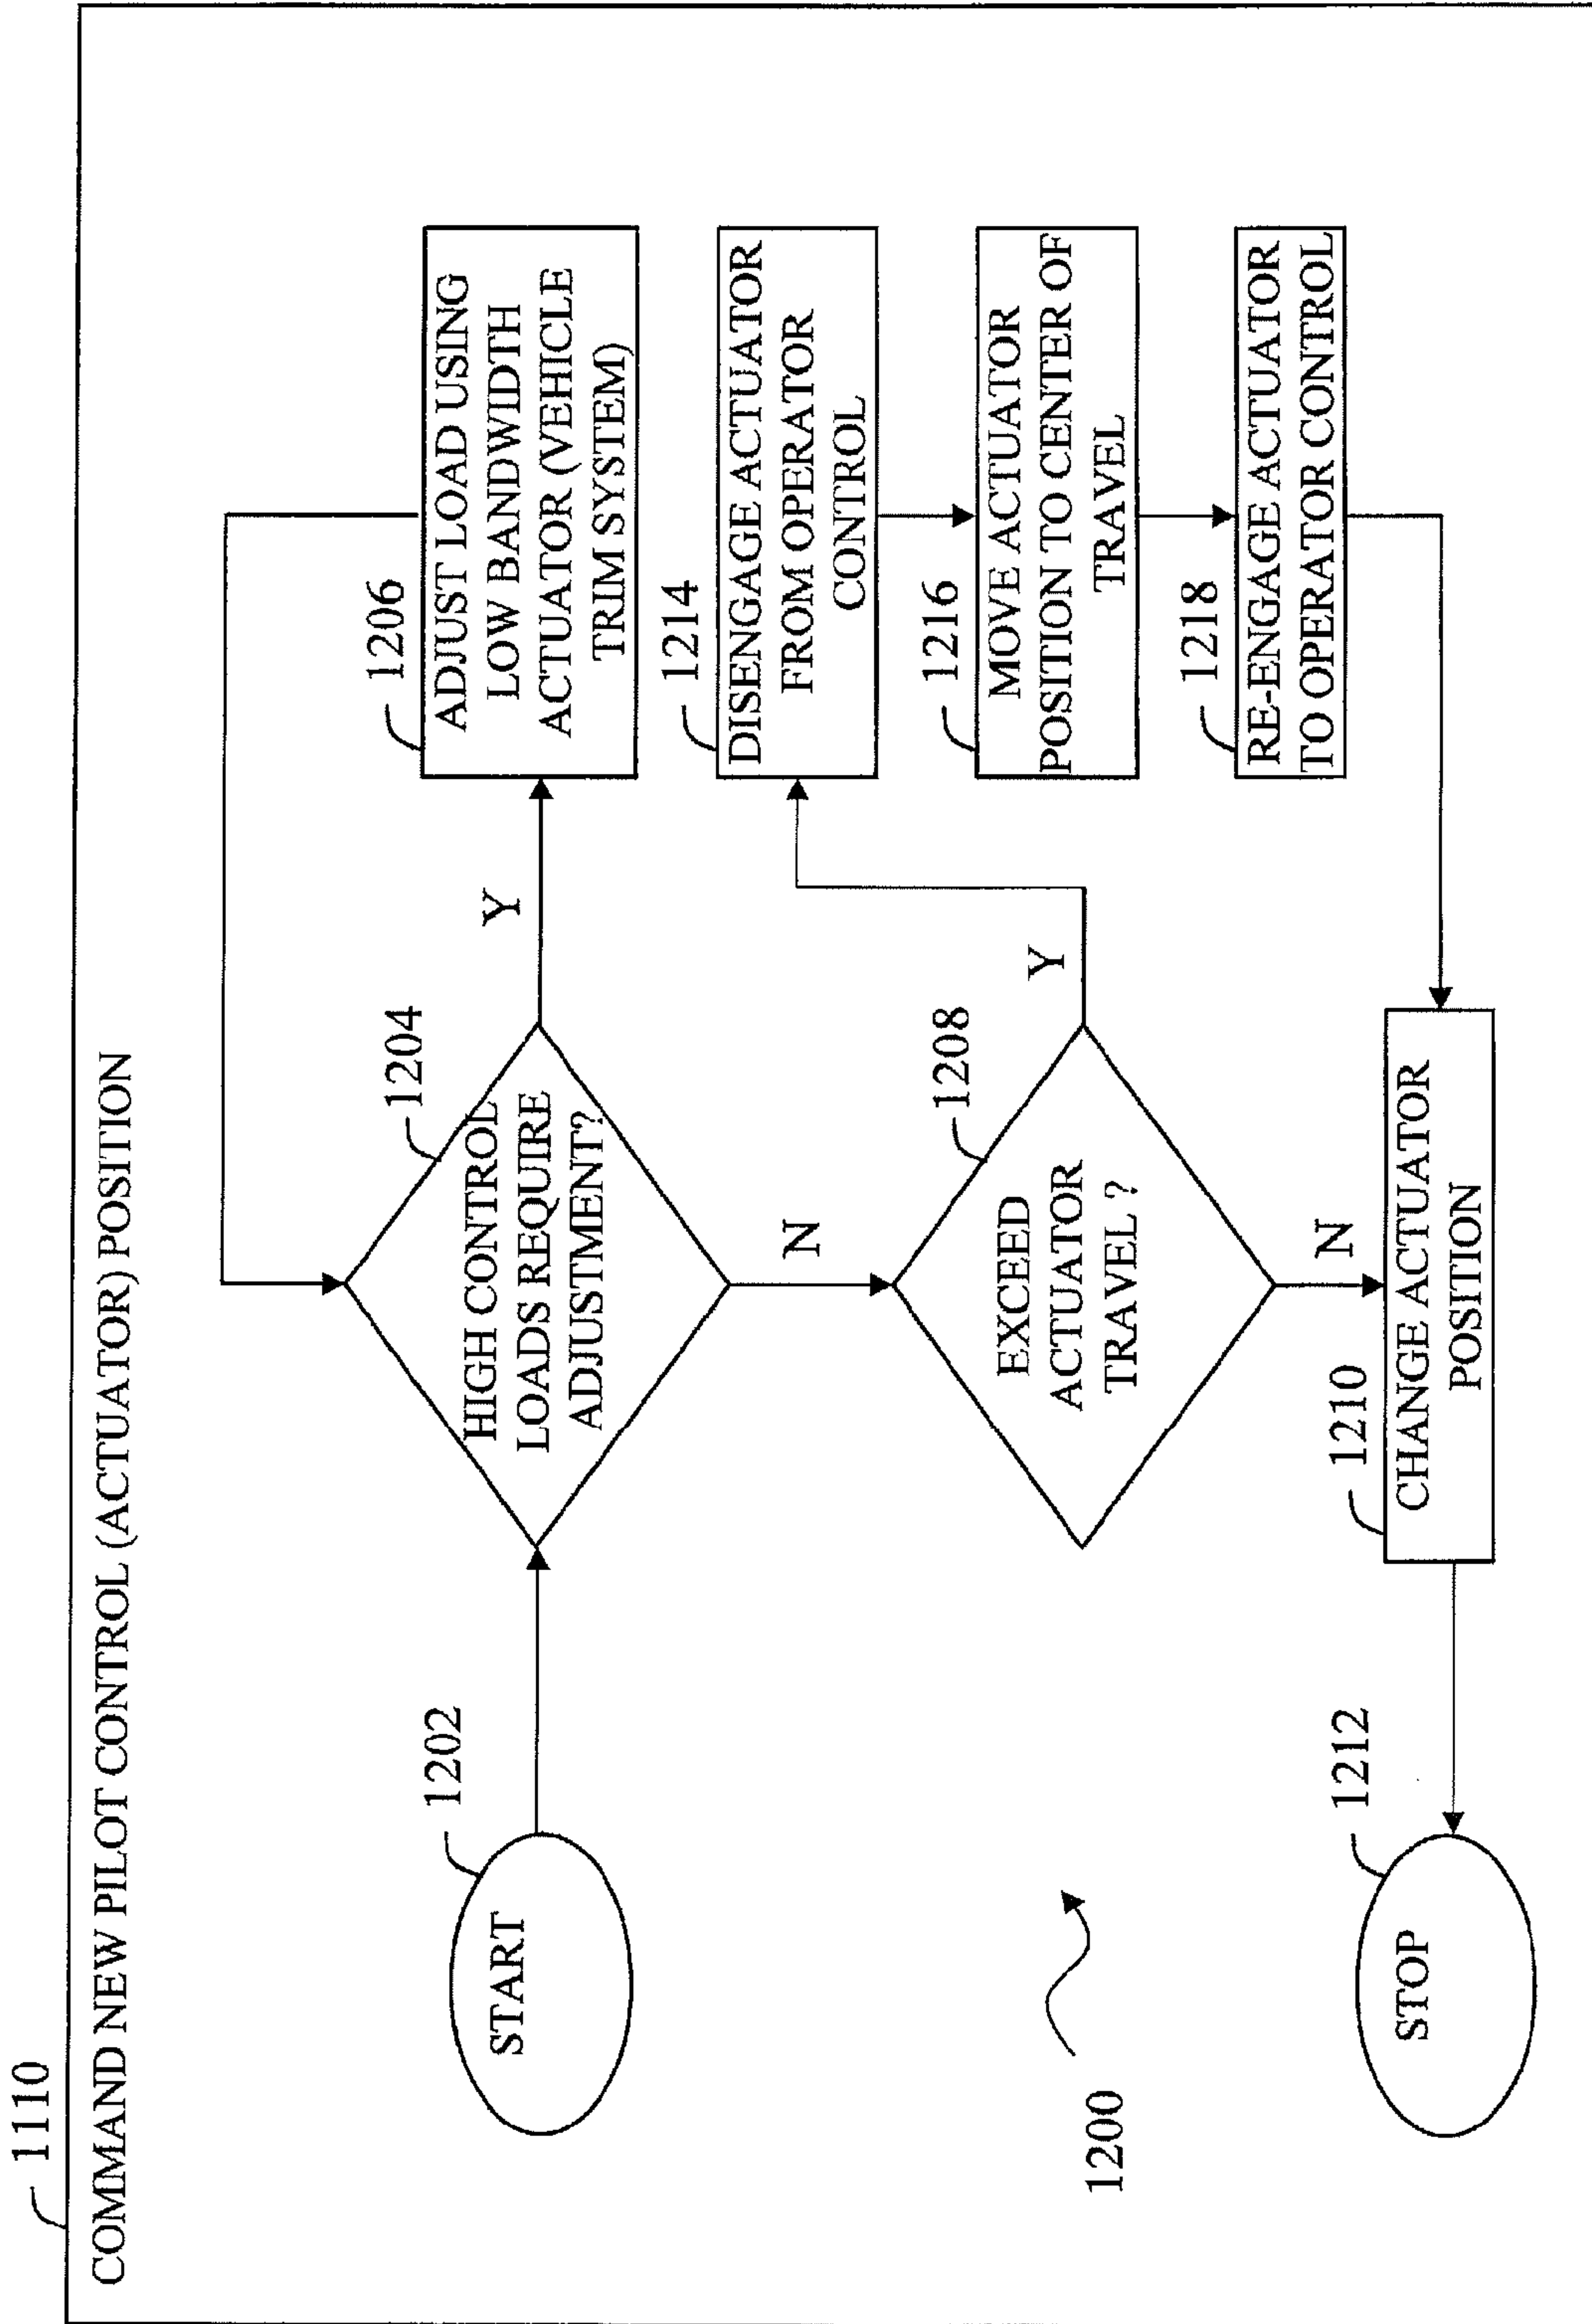 1110
COMMAND NEW PILOT CONTROL (ACTUATOR) POSITION
1202
START
1204
HIGH CONTROL
LOADS REQUIRE
ADJUSTMENT?
Y
1206
ADJUST LOAD USING
LOW BANDWIDTH
ACTUATOR (VEHICLE
TRIM SYSTEM)
N
1208
EXCEED
ACTUATOR
TRAVEL ?
Y
1214
DISENGAGE ACTUATOR
FROM OPERATOR
CONTROL
1216
MOVE ACTUATOR
POSITION TO CENTER OF
TRAVEL
1218
RE-ENGAGE ACTUATOR
TO OPERATOR CONTROL
N
1210
CHANGE ACTUATOR
POSITION
1212
STOP
1200